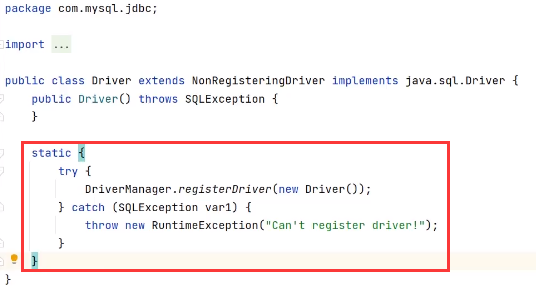 package com.mysql.jdbc;
import ...
public class Driver extends NonRegisteringDriver implements java.sql.Driver {
    public Driver() throws SQLException {
    }
    static {
        try {
            DriverManager.registerDriver(new Driver());
        } catch (SQLException var1) {
            throw new RuntimeException("Can't register driver!");
        }
    }
}